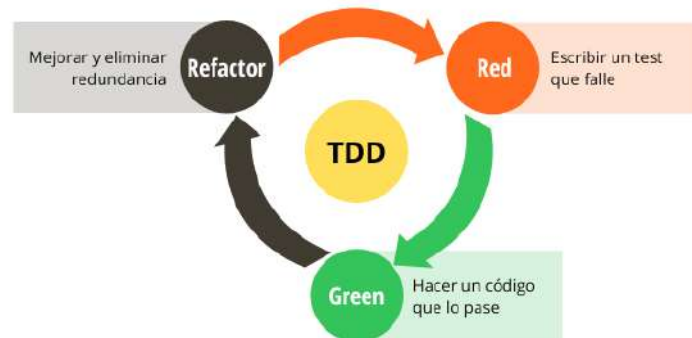 Mejorar y eliminar
redundancia
Refactor
Red
Escribir un test
que falle
TDD
Green
Hacer un código
que lo pase